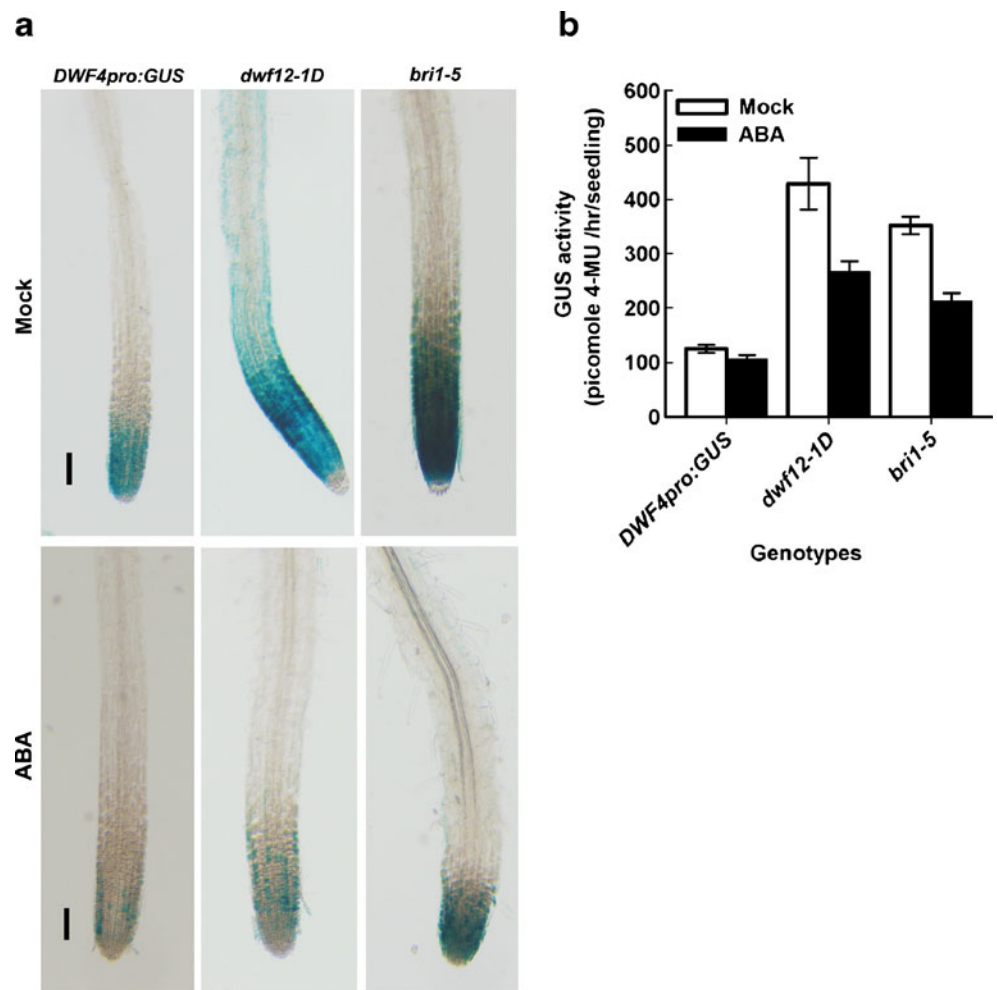 a
DWF4pro:GUS dwf12-1D bri1-5
Mock
ABA
b
600
500
400
300
200
100
0
GUS activity
(picomole 4-MU /hr/seedling)
Mock
ABA
DWF4pro:GUS
dwf12-1D
bri1-5
Genotypes